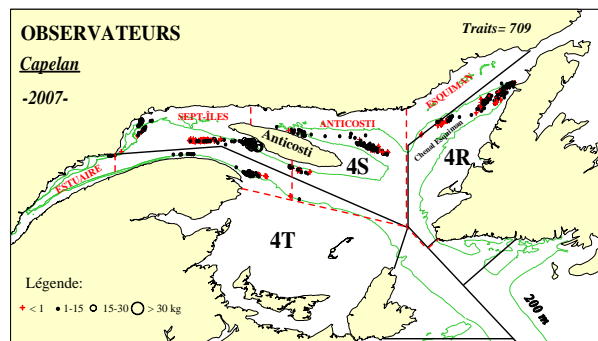 OBSERVATEURS
Traits= 709
Capelan
-2007-
SEPT-ÎLES
ANTICOSTI
ESQUIMAN
Anticosti
Chenal Esquiman
4S
4R
ESTUAIRE
4T
Légende:
< 1 1-15 15-30 > 30 kg
200 m